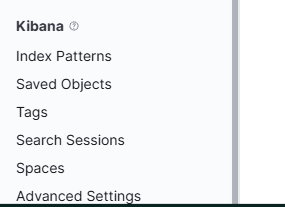 Kibana
Index Patterns
Saved Objects
Tags
Search Sessions
Spaces
Advanced Settings